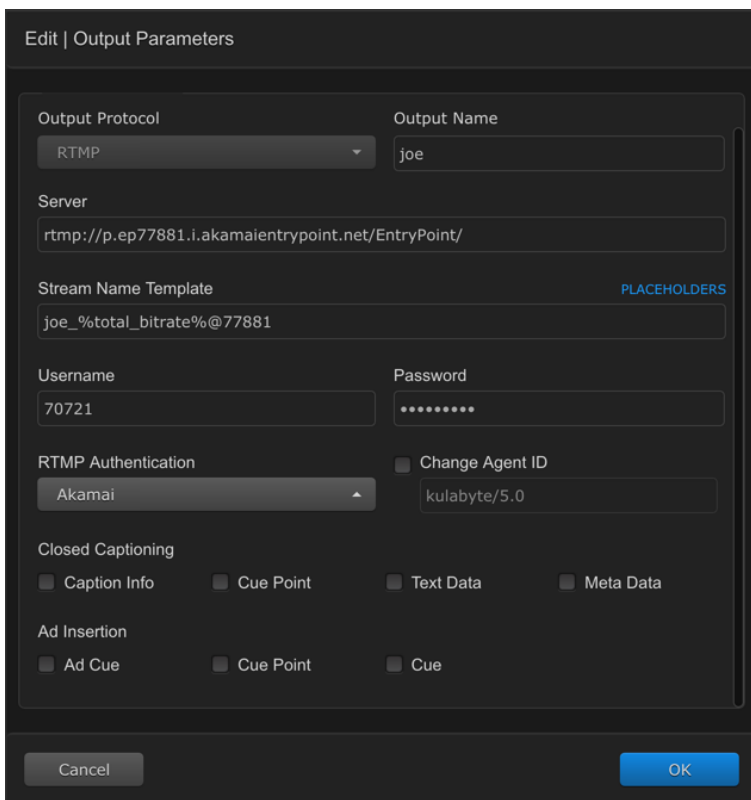 Edit | Output Parameters
Output Protocol Output Name
RTMP joe
Server
rtmp://p.ep77881.i.akamaientrypoint.net/EntryPoint/
Stream Name Template PLACEHOLDERS
joe_%total_bitrate%@77881
Username Password
70721 •••••••••
RTMP Authentication Change Agent ID
Akamai kulabyte/5.0
Closed Captioning
Caption Info Cue Point Text Data Meta Data
Ad Insertion
Ad Cue Cue Point Cue
Cancel OK